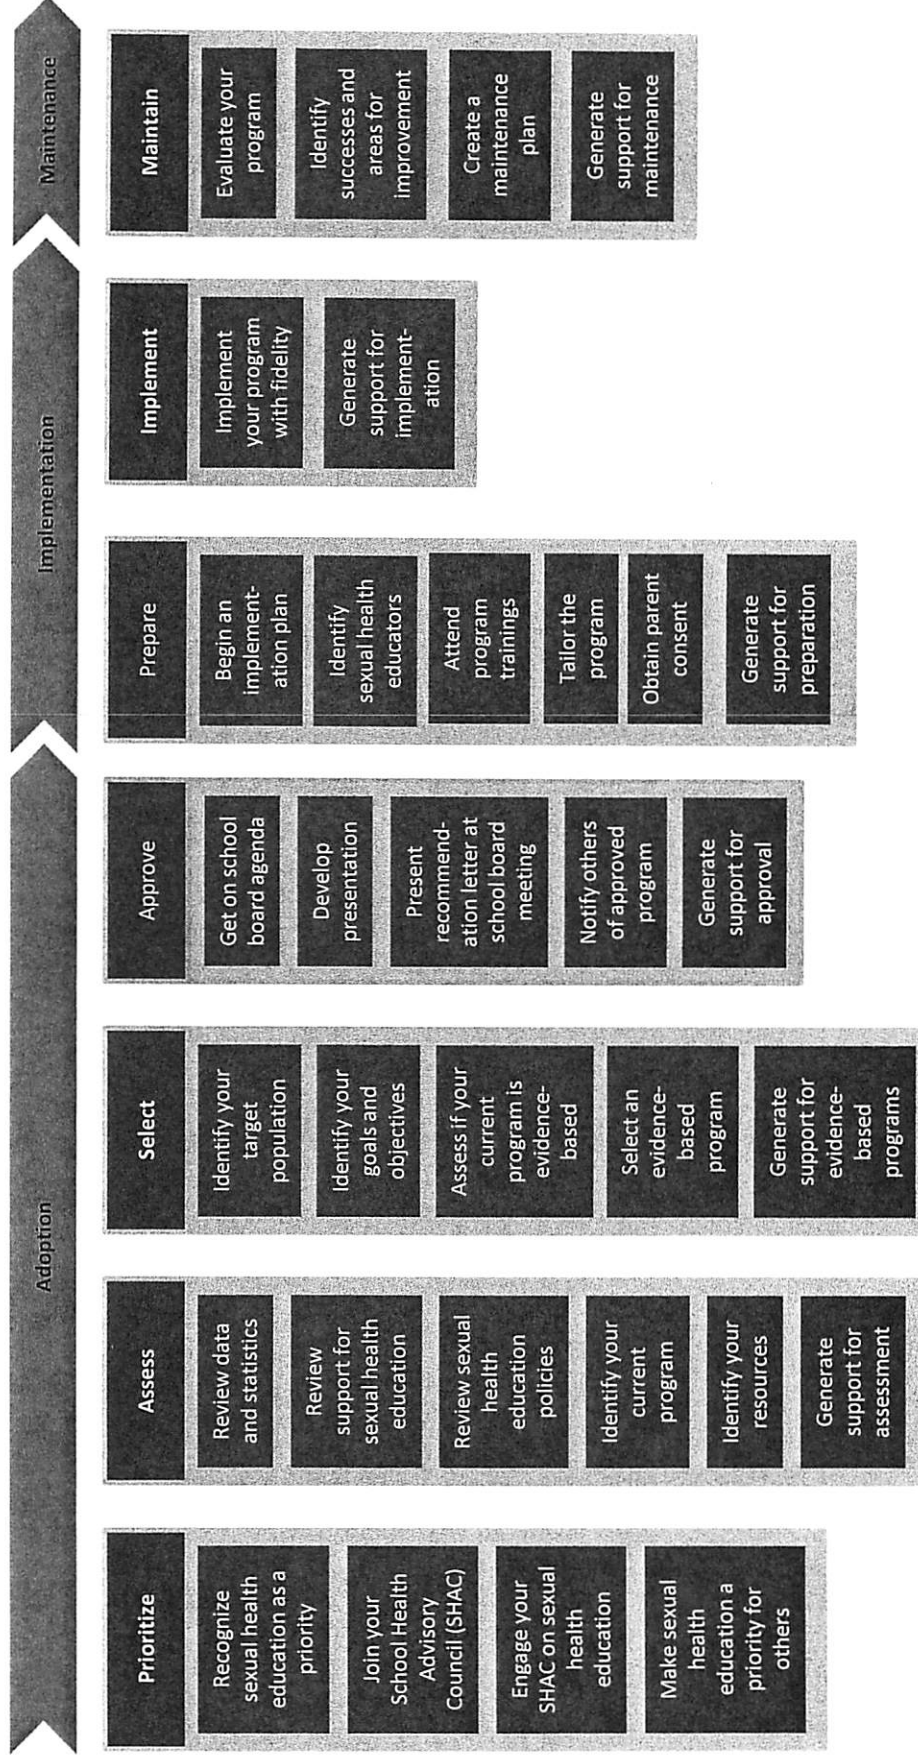 Adoption
Implementation
Maintenance
Prioritize
Recognize
sexual health
education as a
priority
Join your
School Health
Advisory
Council (SHAC)
Engage your
SHAC on sexual
health
education
Make sexual
health
education a
priority for
others
Assess
Review data
and statistics
Review
support for
sexual health
education
Review sexual
health
education
policies
Identify your
current
program
Identify your
resources
Generate
support for
assessment
Select
Identify your
target
population
Identify your
goals and
objectives
Assess if your
current
program is
evidence-
based
Select an
evidence-
based
program
Generate
support for
evidence-
based
programs
Approve
Get on school
board agenda
Develop
presentation
Present
recommend-
ation letter at
school board
meeting
Notify others
of approved
program
Generate
support for
approval
Prepare
Begin an
implement-
ation plan
Identify
sexual health
educators
Attend
program
trainings
Tailor the
program
Obtain parent
consent
Generate
support for
preparation
Implement
Implement
your program
with fidelity
Generate
support for
implement-
ation
Maintain
Evaluate your
program
Identify
successes and
areas for
improvement
Create a
maintenance
plan
Generate
support for
maintenance